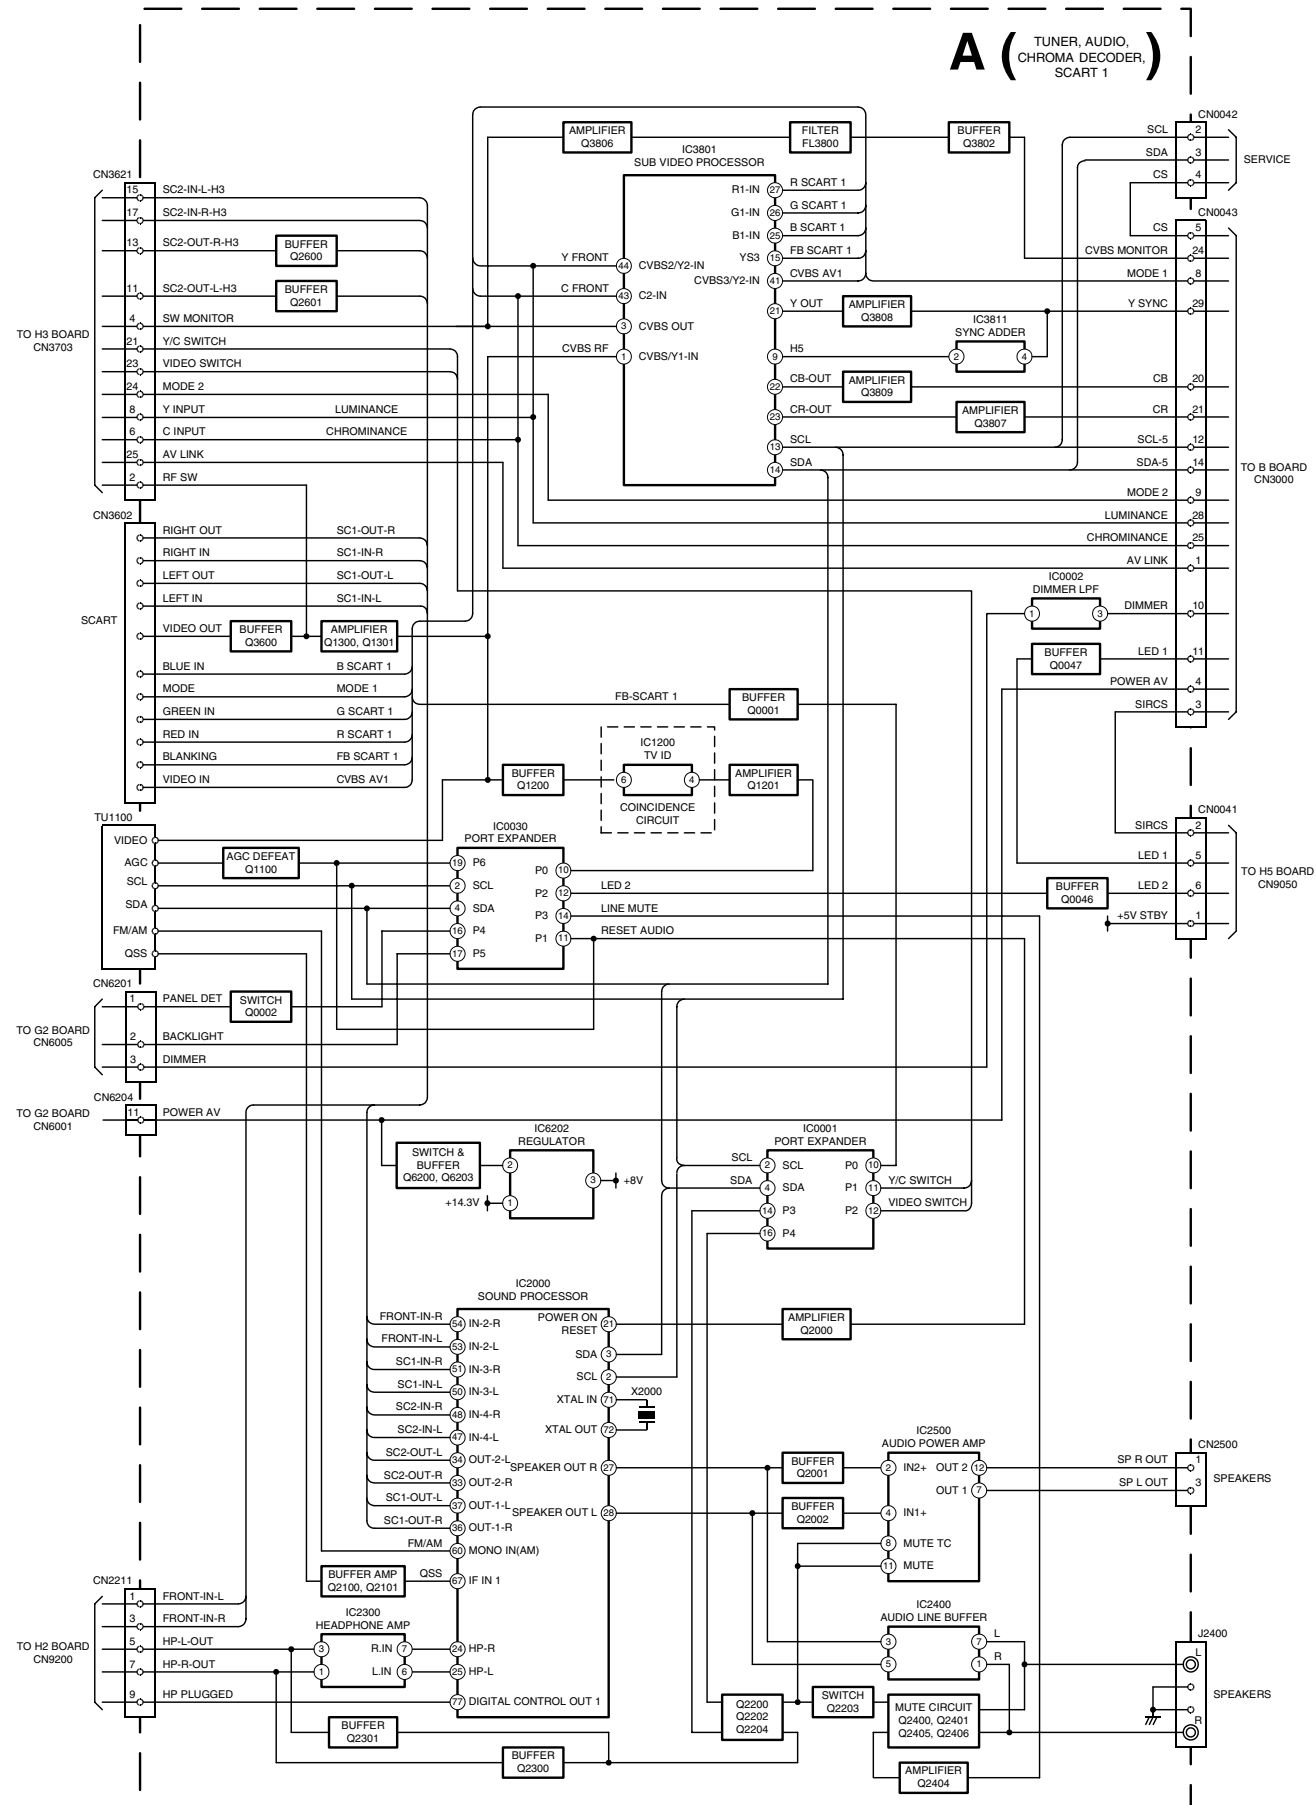 A ( TUNER, AUDIO,
CHROMA DECODER,
SCART 1 )
CN3621
TO H3 BOARD
CN3703
15 SC2-IN-L-H3
17 SC2-IN-R-H3
13 SC2-OUT-R-H3
BUFFER
Q2600
11 SC2-OUT-L-H3
BUFFER
Q2601
4 SW MONITOR
21 Y/C SWITCH
23 VIDEO SWITCH
24 MODE 2
8 Y INPUT LUMINANCE
6 C INPUT CHROMINANCE
25 AV LINK
2 RF SW
AMPLIFIER
Q3806
FILTER
FL3800
BUFFER
Q3802
IC3801
SUB VIDEO PROCESSOR
Y FRONT 44 CVBS2/Y2-IN
C FRONT 43 C2-IN
3 CVBS OUT
CVBS RF 1 CVBS/Y1-IN
R1-IN 27 R SCART 1
G1-IN 26 G SCART 1
B1-IN 25 B SCART 1
YS3 15 FB SCART 1
CVBS3/Y2-IN 41 CVBS AV1
21 Y OUT
AMPLIFIER
Q3808
9 H5
IC3811
SYNC ADDER
2 4
22 CB-OUT
AMPLIFIER
Q3809
23 CR-OUT
AMPLIFIER
Q3807
13 SCL
14 SDA
CN0042
SCL 2
SDA 3
CS 4
SERVICE
CN0043
CS 5
CVBS MONITOR 24
MODE 1 8
Y SYNC 29
CB 20
CR 21
SCL-5 12
SDA-5 14
MODE 2 9
LUMINANCE 28
CHROMINANCE 25
AV LINK 1
IC0002
DIMMER LPF
1 3
DIMMER 10
BUFFER
Q0047
LED 1 11
POWER AV 4
SIRCS 3
TO B BOARD
CN3000
CN3602
SCART
RIGHT OUT SC1-OUT-R
RIGHT IN SC1-IN-R
LEFT OUT SC1-OUT-L
LEFT IN SC1-IN-L
VIDEO OUT
BUFFER
Q3600
AMPLIFIER
Q1300, Q1301
BLUE IN B SCART 1
MODE MODE 1
GREEN IN G SCART 1
RED IN R SCART 1
BLANKING FB SCART 1
VIDEO IN CVBS AV1
FB-SCART 1
BUFFER
Q0001
BUFFER
Q1200
IC1200
TV ID
6 4
COINCIDENCE
CIRCUIT
AMPLIFIER
Q1201
CN0041
SIRCS 2
LED 1 5
BUFFER
Q0046
LED 2 6
+5V STBY 1
TO H5 BOARD
CN9050
TU1100
VIDEO
AGC
SCL
SDA
FM/AM
QSS
AGC DEFEAT
Q1100
IC0030
PORT EXPANDER
19 P6
2 SCL
4 SDA
16 P4
17 P5
P0 10
P2 12 LED 2
P3 14 LINE MUTE
P1 11 RESET AUDIO
CN6201
TO G2 BOARD
CN6005
1 PANEL DET
SWITCH
Q0002
2 BACKLIGHT
3 DIMMER
CN6204
TO G2 BOARD
CN6001
11 POWER AV
SWITCH &
BUFFER
Q6200, Q6203
IC6202
REGULATOR
2
+14.3V 1
3 +8V
IC0001
PORT EXPANDER
SCL 2 SCL
SDA 4 SDA
14 P3
16 P4
P0 10
P1 11 Y/C SWITCH
P2 12 VIDEO SWITCH
IC2000
SOUND PROCESSOR
FRONT-IN-R 54 IN-2-R
FRONT-IN-L 53 IN-2-L
SC1-IN-R 51 IN-3-R
SC1-IN-L 50 IN-3-L
SC2-IN-R 48 IN-4-R
SC2-IN-L 47 IN-4-L
SC2-OUT-L 34 OUT-2-L
SC2-OUT-R 33 OUT-2-R
SC1-OUT-L 37 OUT-1-L
SC1-OUT-R 36 OUT-1-R
FM/AM 60 MONO IN(AM)
BUFFER AMP
Q2100, Q2101
QSS 67 IF IN 1
24 HP-R
25 HP-L
77 DIGITAL CONTROL OUT 1
POWER ON
RESET 21
SDA 3
SCL 2
XTAL IN 71
X2000
XTAL OUT 72
SPEAKER OUT R 27
SPEAKER OUT L 28
AMPLIFIER
Q2000
BUFFER
Q2001
BUFFER
Q2002
IC2500
AUDIO POWER AMP
2 IN2+ OUT 2 12
OUT 1 7
4 IN1+
8 MUTE TC
11 MUTE
CN2500
SP R OUT 1
SP L OUT 3
SPEAKERS
IC2400
AUDIO LINE BUFFER
3 7 L
5 1 R
J2400
L
R
SPEAKERS
CN2211
TO H2 BOARD
CN9200
1 FRONT-IN-L
3 FRONT-IN-R
5 HP-L-OUT
7 HP-R-OUT
9 HP PLUGGED
IC2300
HEADPHONE AMP
3 R.IN 7
1 L.IN 6
BUFFER
Q2301
BUFFER
Q2300
Q2200
Q2202
Q2204
SWITCH
Q2203
MUTE CIRCUIT
Q2400, Q2401
Q2405, Q2406
AMPLIFIER
Q2404